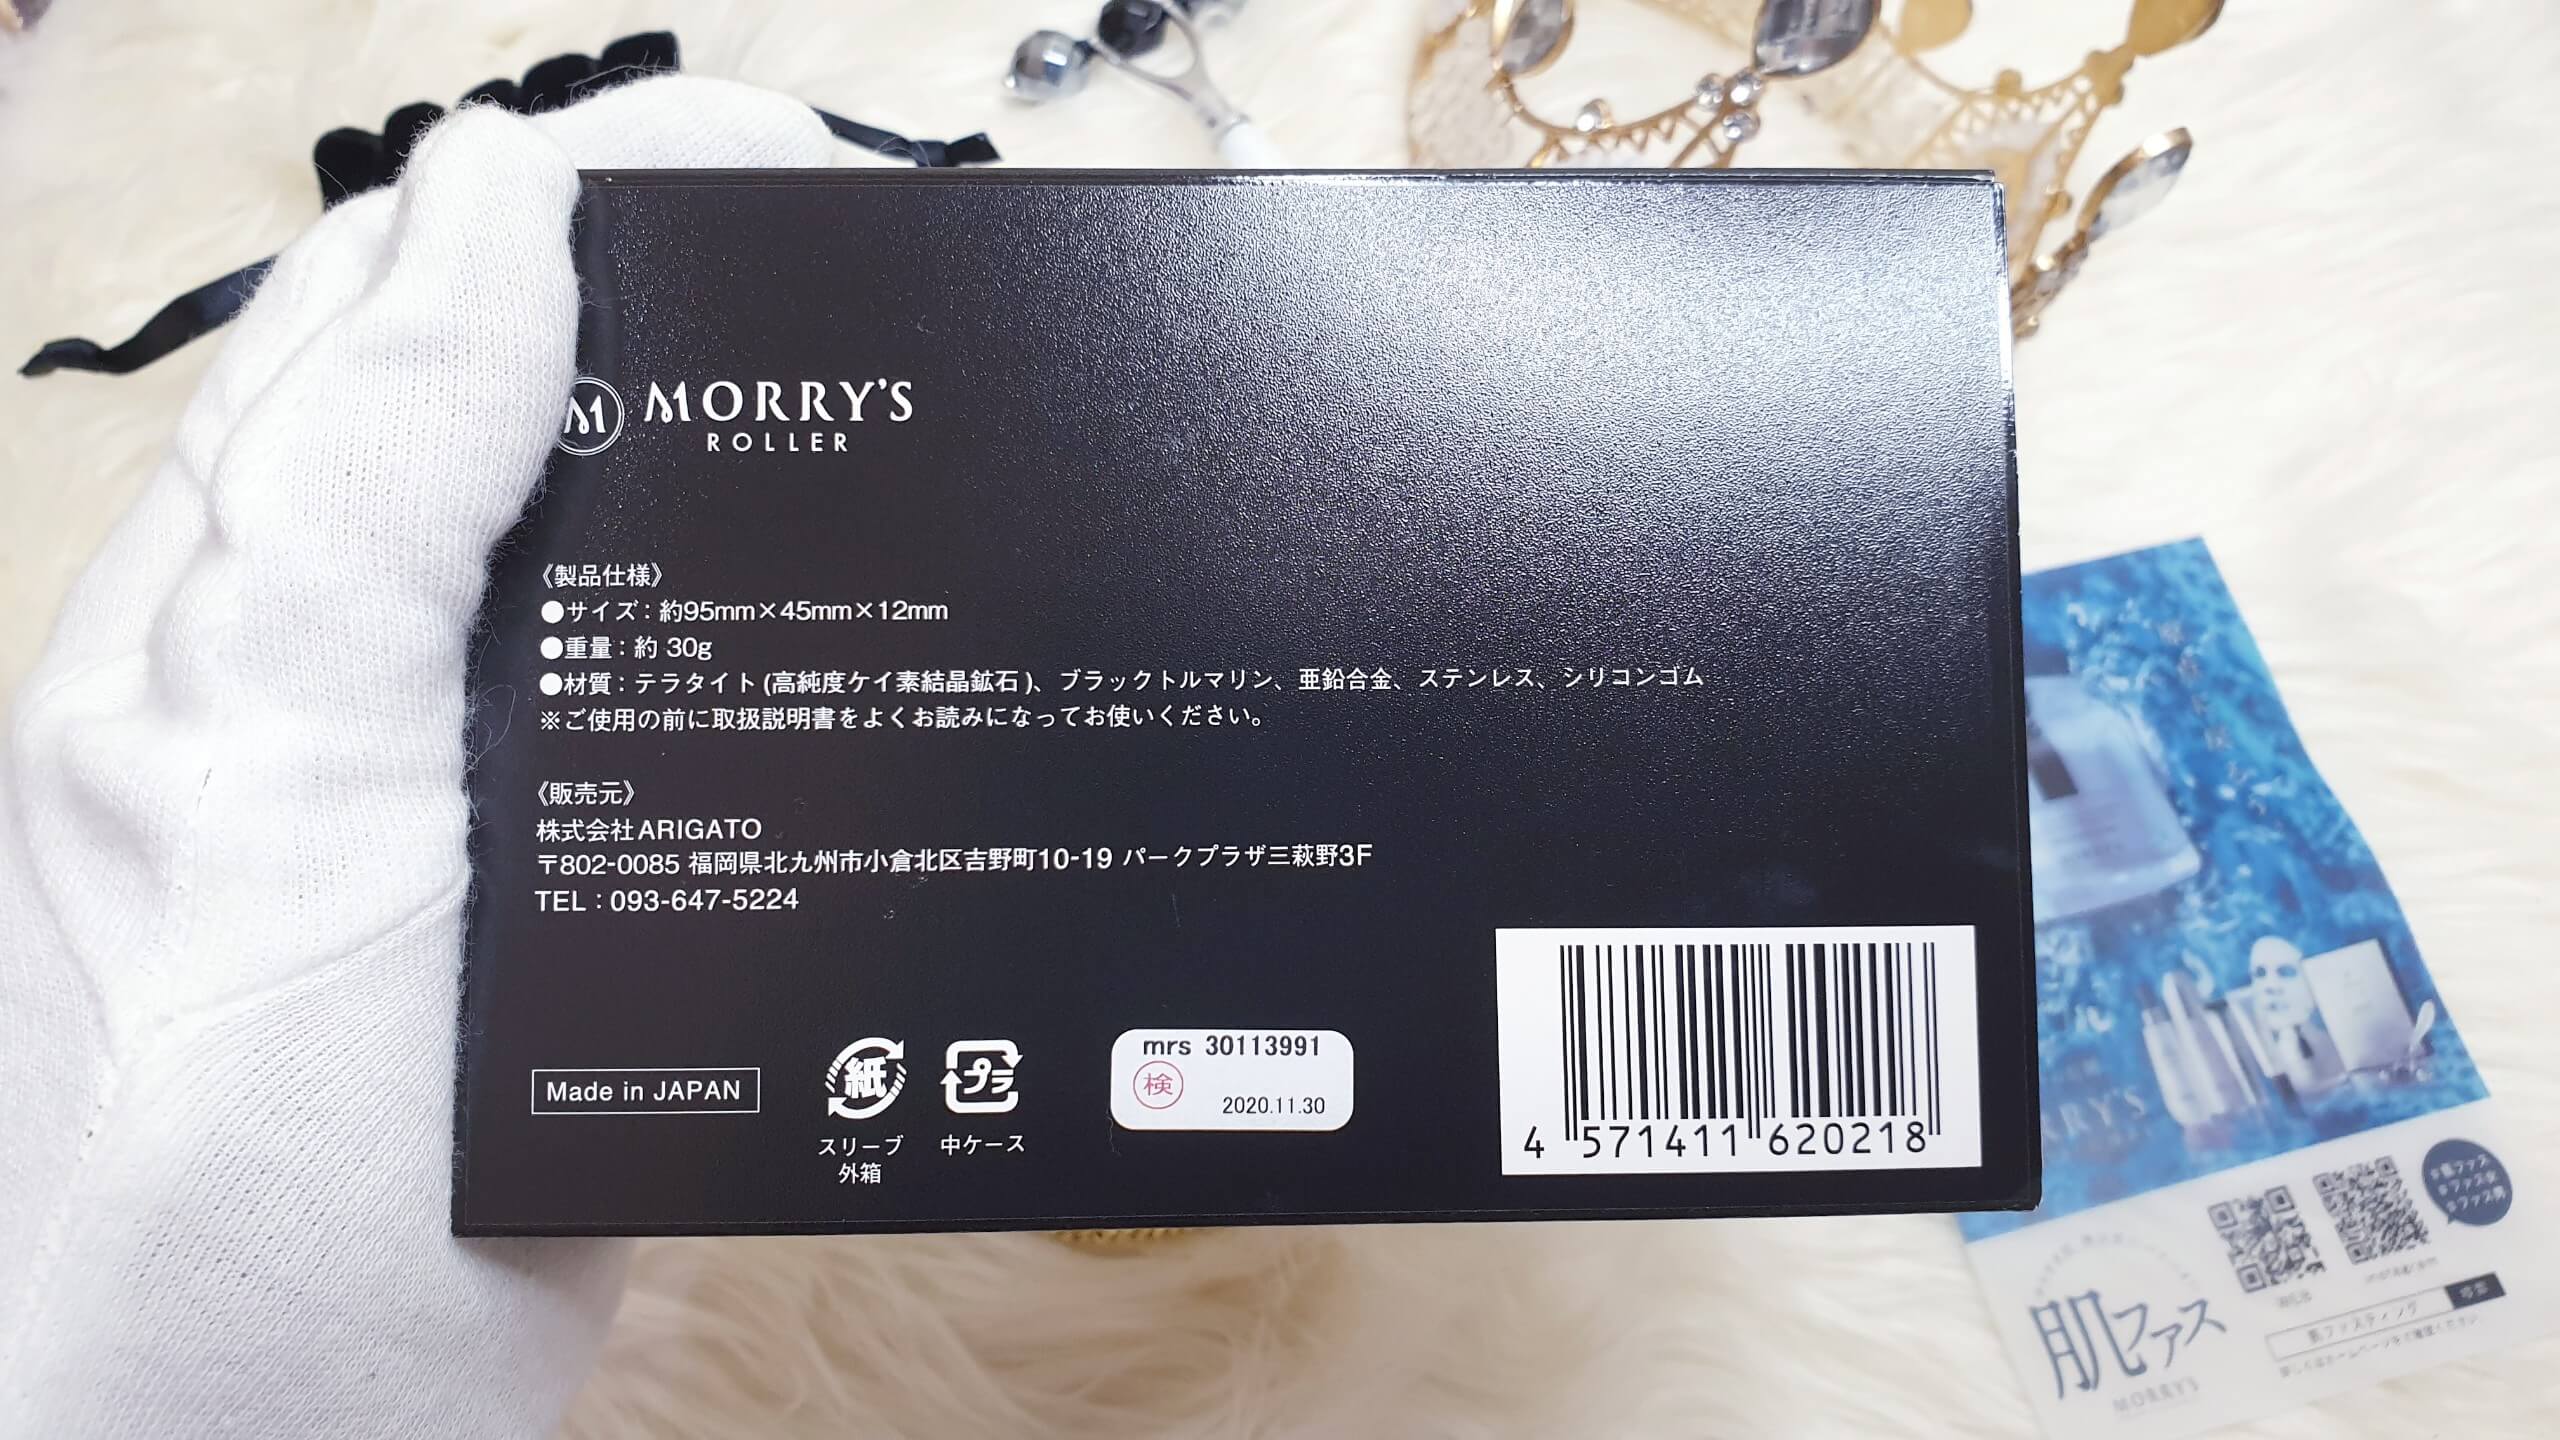 M MORRY'S
ROLLER
《製品仕様》
●サイズ：約95mm×45mm×12mm
●重量：約 30g
●材質：テラタイト(高純度ケイ素結晶鉱石)、ブラックトルマリン、亜鉛合金、ステンレス、シリコンゴム
※ご使用の前に取扱説明書をよくお読みになってお使いください。
《販売元》
株式会社ARIGATO
〒802-0085 福岡県北九州市小倉北区吉野町10-19 パークプラザ三萩野3F
TEL：093-647-5224
Made in JAPAN
紙
スリーブ
外箱
プラ
中ケース
mrs 30113991
検
2020.11.30
4 571411 620218
肌ファス
MORRY'S
肌ファスティング